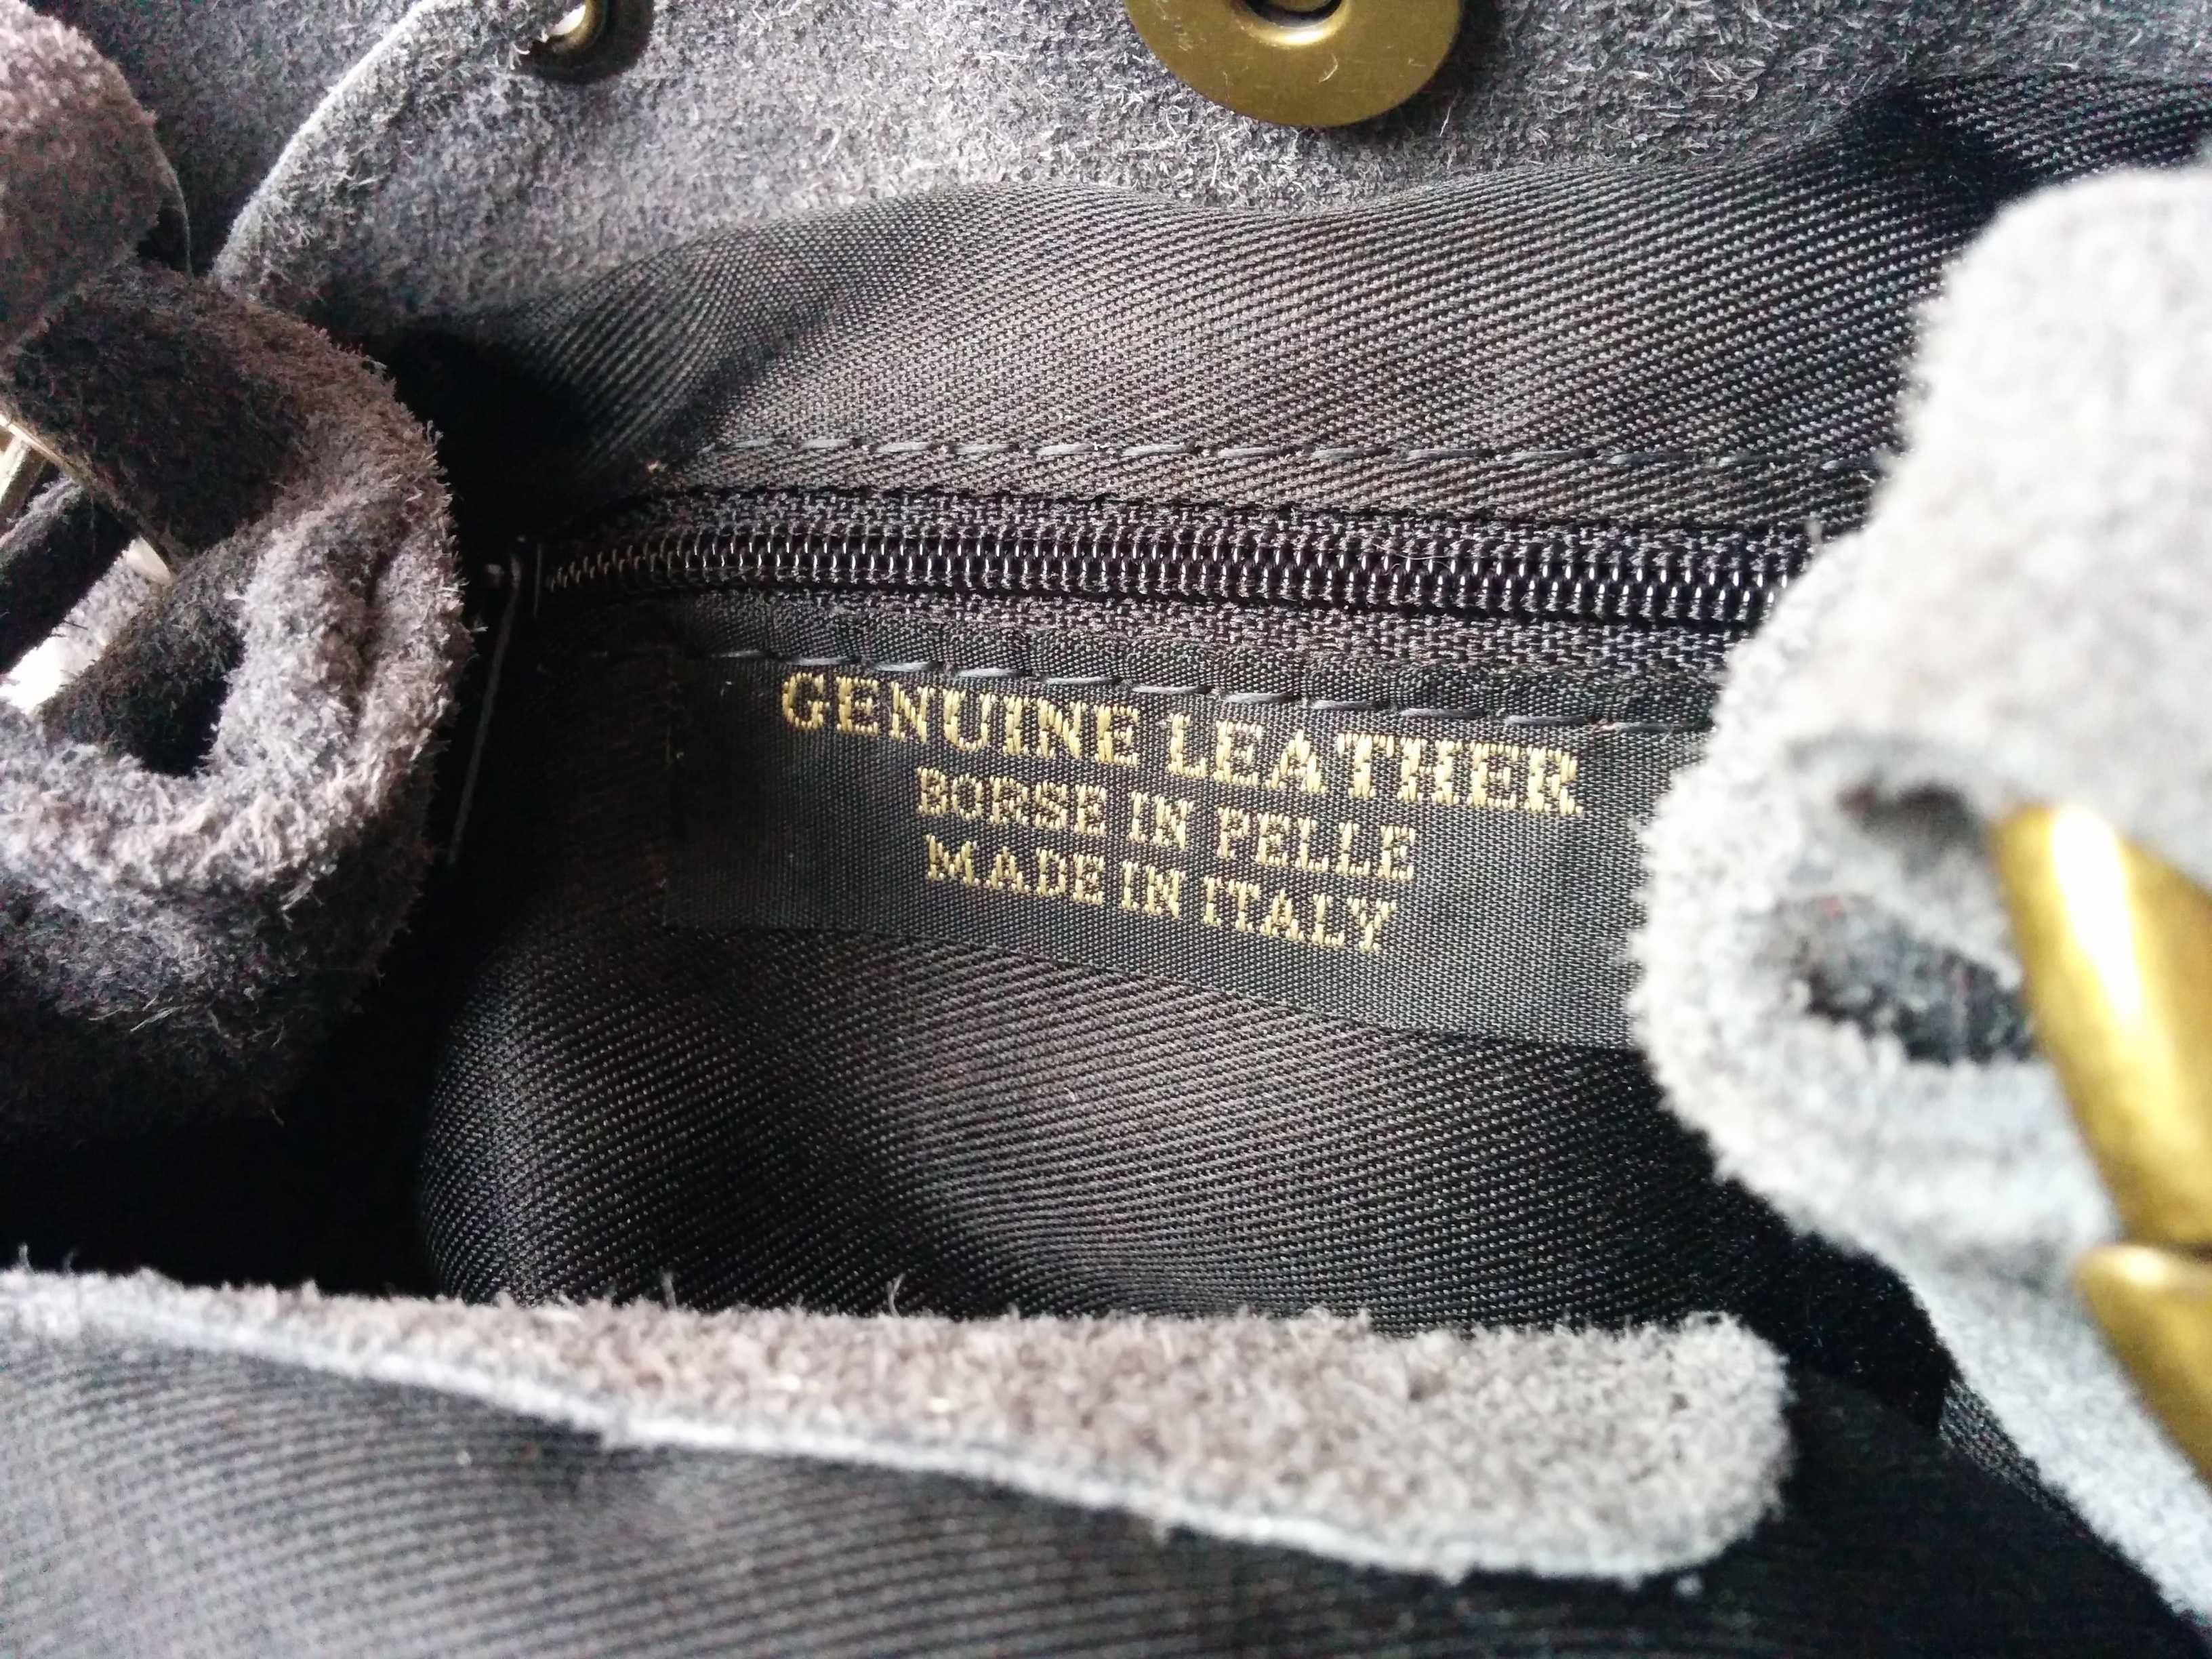 GENUINE LEATHER
BORSE IN PELLE
MADE IN ITALY